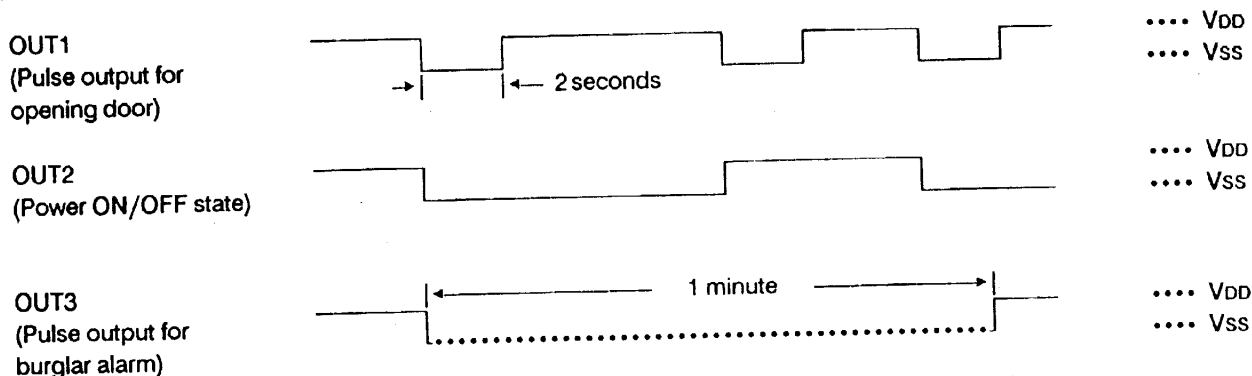 OUT1
(Pulse output for
opening door)
2 seconds
•••• VDD
•••• VSS
OUT2
(Power ON/OFF state)
•••• VDD
•••• VSS
OUT3
(Pulse output for
burglar alarm)
1 minute
•••• VDD
•••• VSS